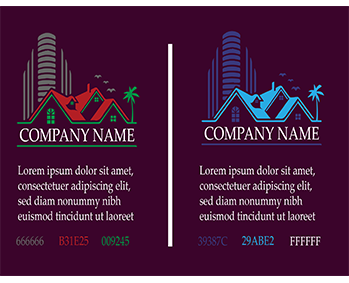 COMPANY NAME
Lorem ipsum dolor sit amet,
consectetuer adipiscing elit,
sed diam nonummy nibh
euismod tincidunt ut laoreet
666666 B31E25 009245
COMPANY NAME
Lorem ipsum dolor sit amet,
consectetuer adipiscing elit,
sed diam nonummy nibh
euismod tincidunt ut laoreet
39387C 29ABE2 FFFFFF